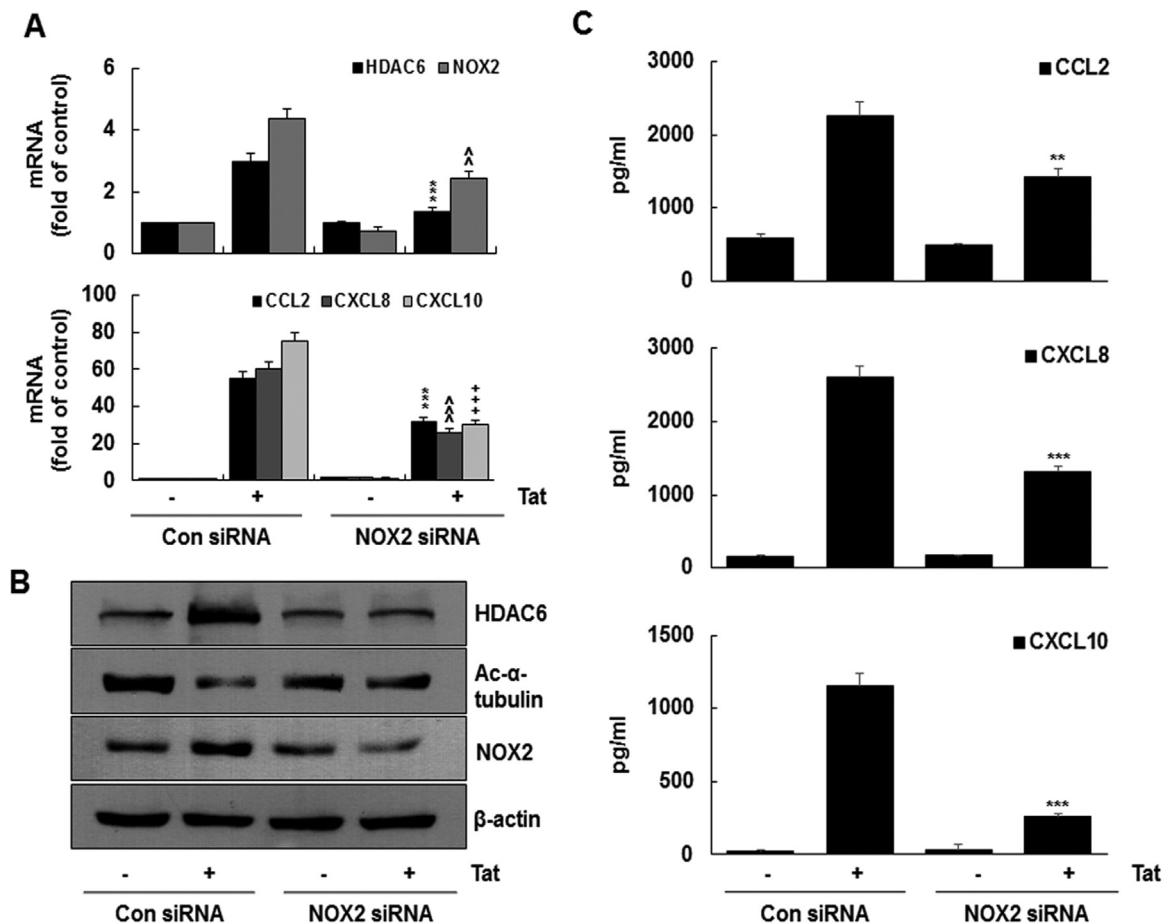 A
HDAC6 NOX2
mRNA
(fold of control)
6
4
2
0
***
^^
CCL2 CXCL8 CXCL10
mRNA
(fold of control)
100
80
60
40
20
0
*** ^^^ +++
- + - + Tat
Con siRNA NOX2 siRNA
B
HDAC6
Ac-α-
tubulin
NOX2
β-actin
- + - + Tat
Con siRNA NOX2 siRNA
C
CCL2
pg/ml
3000
2000
1000
0
**
CXCL8
pg/ml
3000
2000
1000
0
***
CXCL10
pg/ml
1500
1000
500
0
***
- + - + Tat
Con siRNA NOX2 siRNA